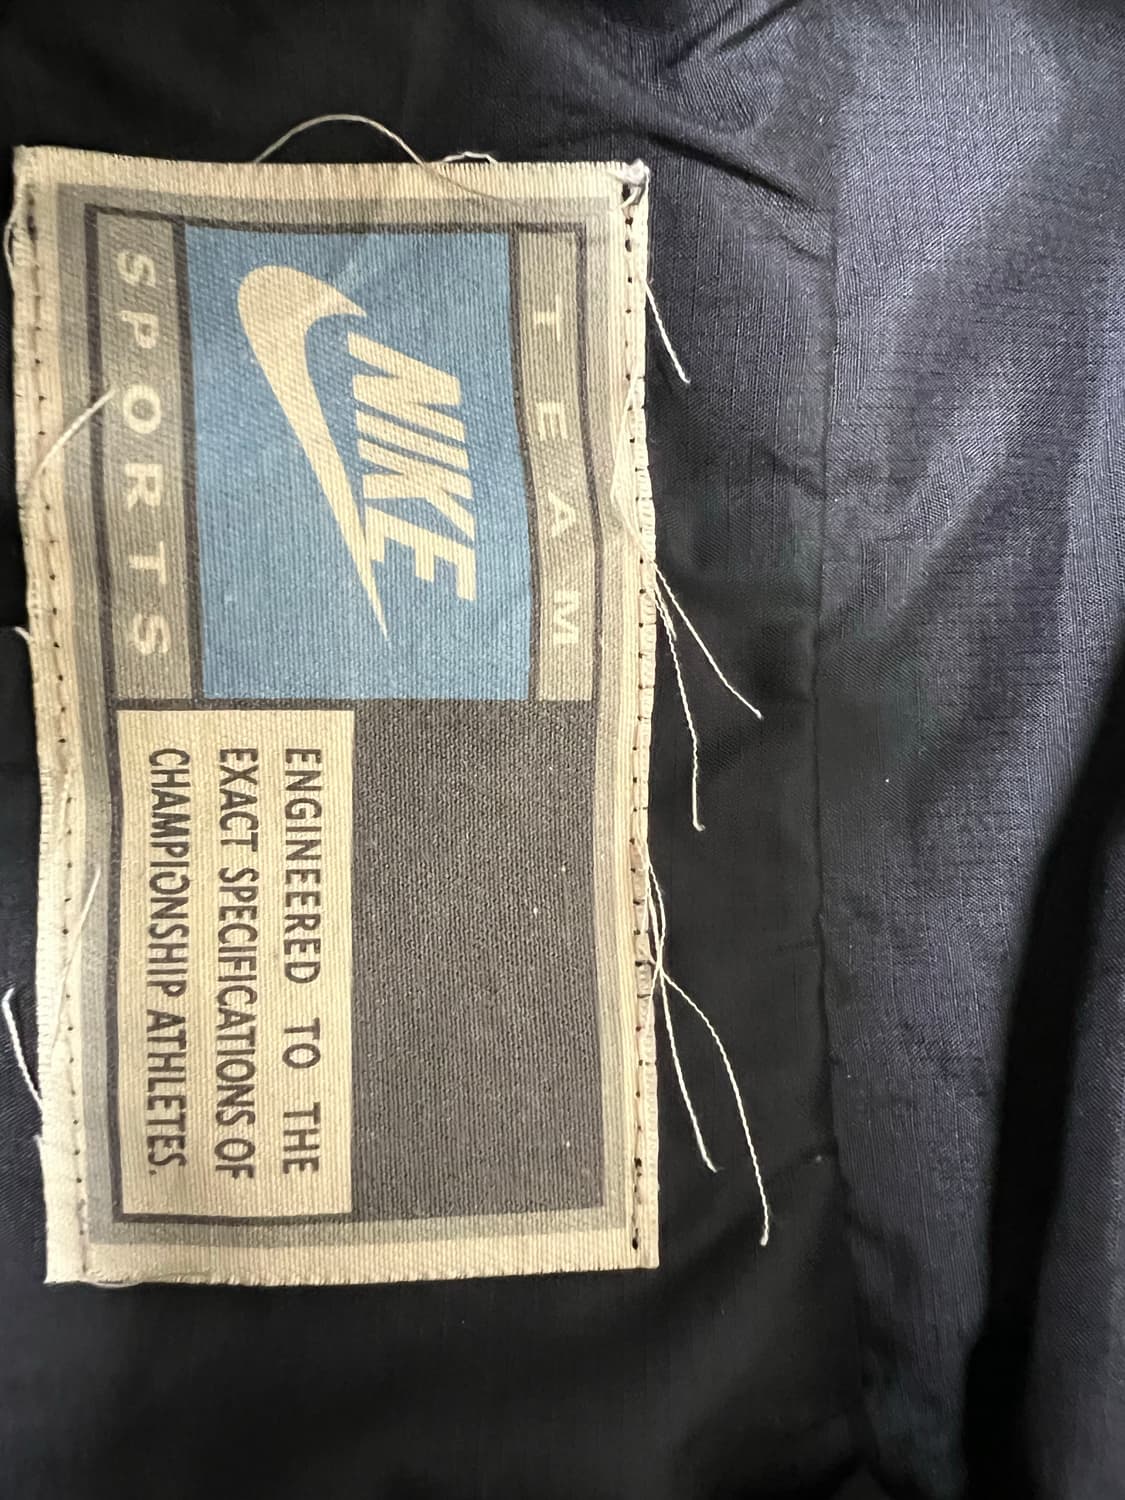 TEAM
NIKE
SPORTS
ENGINEERED TO THE
EXACT SPECIFICATIONS OF
CHAMPIONSHIP ATHLETES.